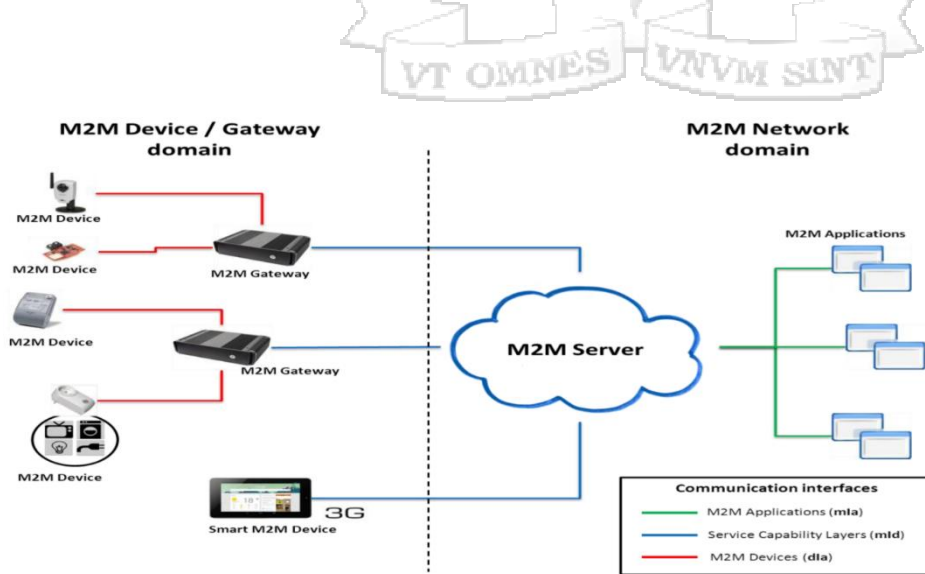 VT OMNES VNVM SINT
M2M Device / Gateway
domain
M2M Network
domain
M2M Device
M2M Device
M2M Gateway
M2M Device
M2M Gateway
M2M Device
Smart M2M Device
3G
M2M Server
M2M Applications
Communication interfaces
M2M Applications (mIa)
Service Capability Layers (mId)
M2M Devices (dIa)